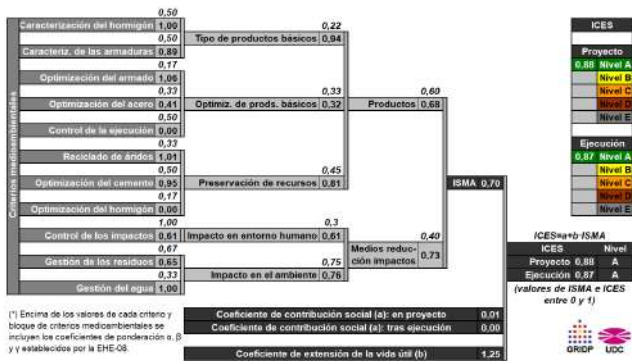 Criterios medioambientales
0,50
Caracterización del hormigón 1,00
0,50
Caracteriz. de las armaduras 0,89
0,17
Optimización del armado 1,06
0,33
Optimización del acero 0,41
0,50
Control de la ejecución 0,00
0,33
Reciclado de áridos 1,01
0,50
Optimización del cemento 0,95
0,17
Optimización del hormigón 0,00
1,00
Control de los impactos 0,61
0,67
Gestión de los residuos 0,65
0,33
Gestión del agua 1,00
0,22
Tipo de productos básicos 0,94
0,33
Optimiz. de prods. básicos 0,32
0,45
Preservación de recursos 0,81
0,3
Impacto en entorno humano 0,61
0,75
Impacto en el ambiente 0,76
0,60
Productos 0,68
0,40
Medios reduc-
ción impactos 0,73
ISMA 0,70
ICES
Proyecto
0,88 Nivel A
Nivel B
Nivel C
Nivel D
Nivel E
Ejecución
0,87 Nivel A
Nivel B
Nivel C
Nivel D
Nivel E
ICES=a+b·ISMA
ICES Nivel
Proyecto 0,88 A
Ejecución 0,87 A
(valores de ISMA e ICES
entre 0 y 1)
(*) Encima de los valores de cada criterio y
bloque de criterios medioambientales se
incluyen los coeficientes de ponderación α, β
y γ establecidos por la EHE-08.
Coeficiente de contribución social (a): en proyecto 0,01
Coeficiente de contribución social (a): tras ejecución 0,00
Coeficiente de extensión de la vida útil (b) 1,25
GRIDP UDC